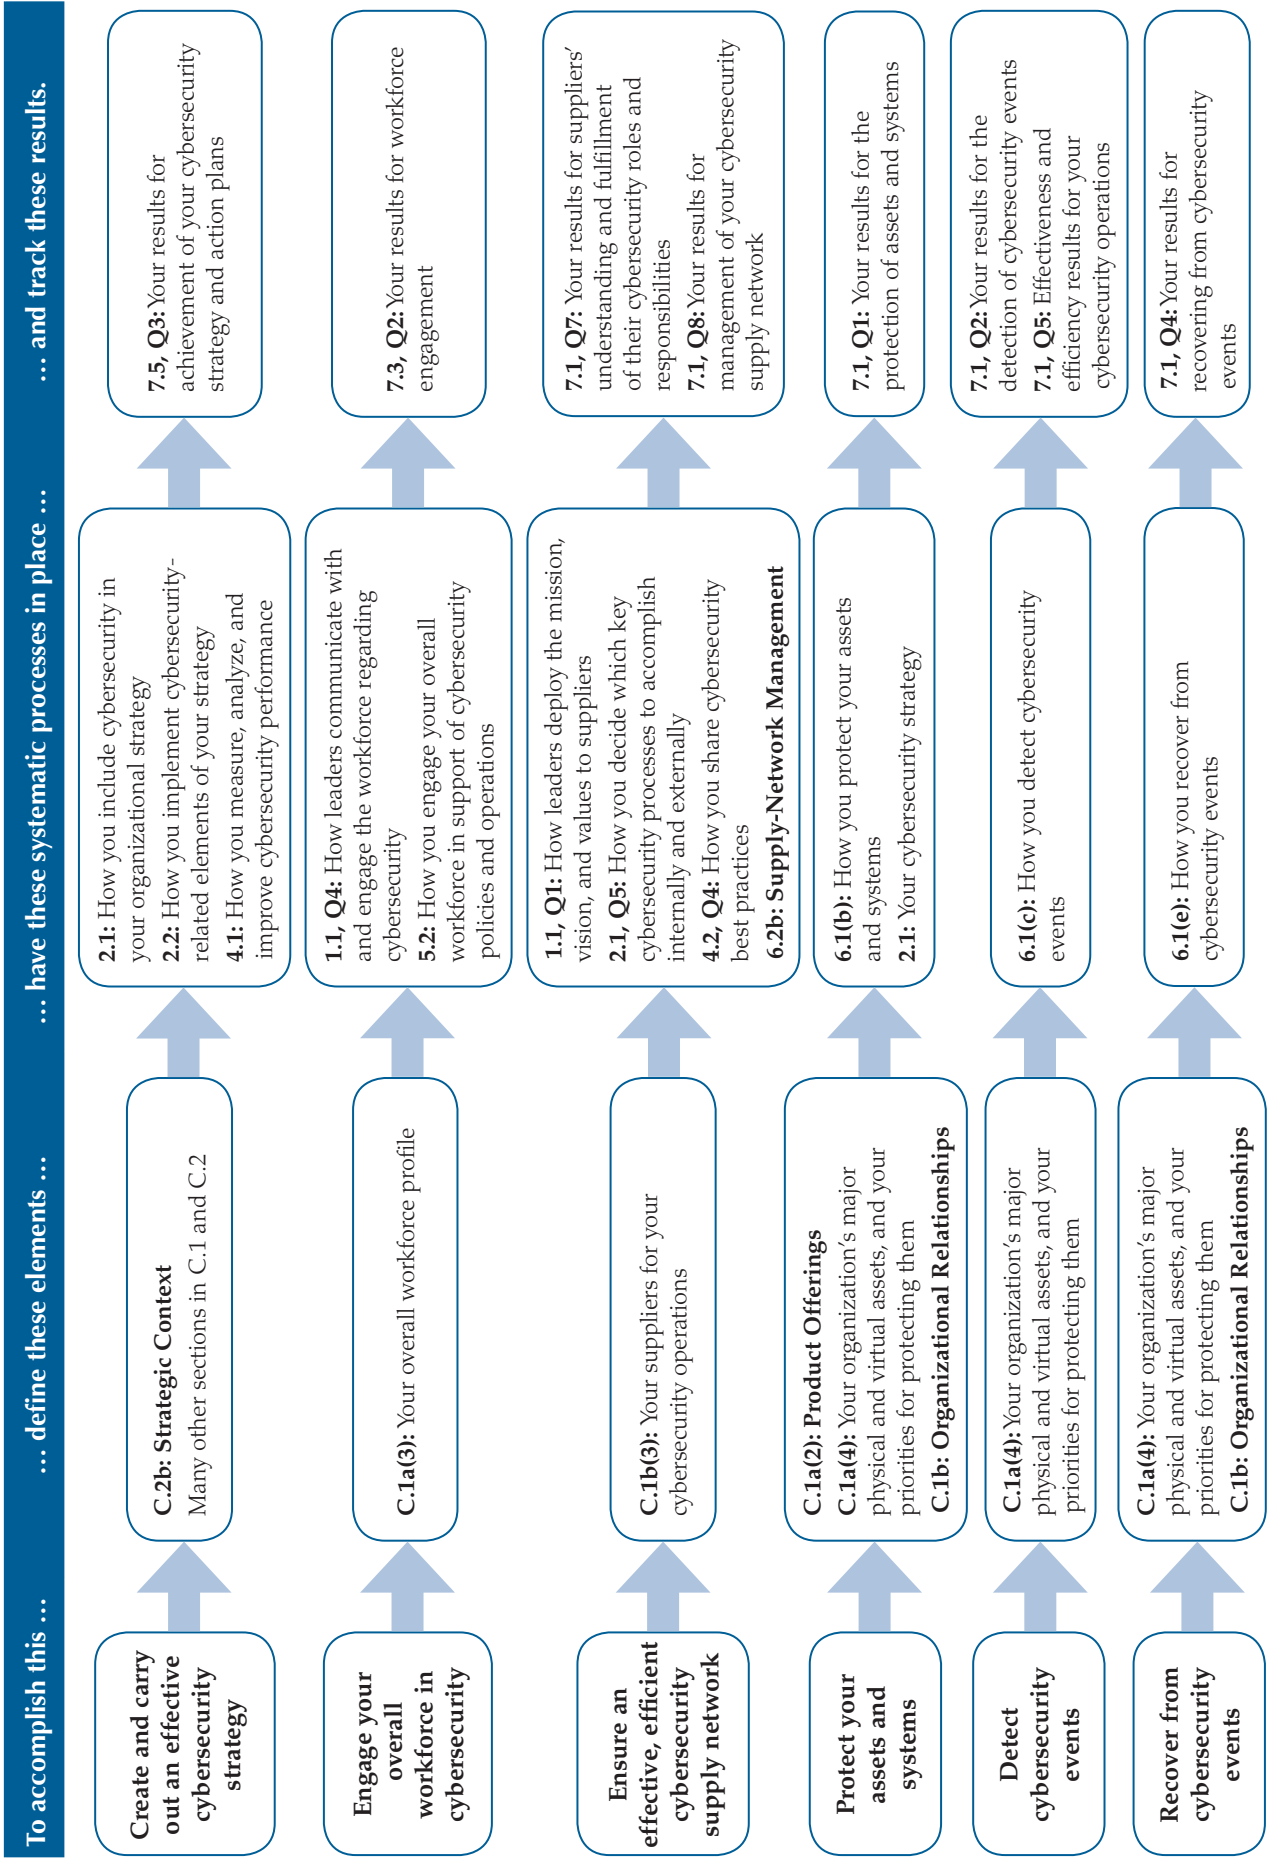 To accomplish this …
… define these elements …
… have these systematic processes in place …
… and track these results.
Create and carry
out an effective
cybersecurity
strategy
C.2b: Strategic Context
Many other sections in C.1 and C.2
2.1: How you include cybersecurity in
your organizational strategy
2.2: How you implement cybersecurity-
related elements of your strategy
4.1: How you measure, analyze, and
improve cybersecurity performance
7.5, Q3: Your results for
achievement of your cybersecurity
strategy and action plans
Engage your
overall
workforce in
cybersecurity
C.1a(3): Your overall workforce profile
1.1, Q4: How leaders communicate with
and engage the workforce regarding
cybersecurity
5.2: How you engage your overall
workforce in support of cybersecurity
policies and operations
7.3, Q2: Your results for workforce
engagement
Ensure an
effective, efficient
cybersecurity
supply network
C.1b(3): Your suppliers for your
cybersecurity operations
1.1, Q1: How leaders deploy the mission,
vision, and values to suppliers
2.1, Q5: How you decide which key
cybersecurity processes to accomplish
internally and externally
4.2, Q4: How you share cybersecurity
best practices
6.2b: Supply-Network Management
7.1, Q7: Your results for suppliers’
understanding and fulfillment
of their cybersecurity roles and
responsibilities
7.1, Q8: Your results for
management of your cybersecurity
supply network
Protect your
assets and
systems
C.1a(2): Product Offerings
C.1a(4): Your organization’s major
physical and virtual assets, and your
priorities for protecting them
C.1b: Organizational Relationships
6.1(b): How you protect your assets
and systems
2.1: Your cybersecurity strategy
7.1, Q1: Your results for the
protection of assets and systems
Detect
cybersecurity
events
C.1a(4): Your organization’s major
physical and virtual assets, and your
priorities for protecting them
6.1(c): How you detect cybersecurity
events
7.1, Q2: Your results for the
detection of cybersecurity events
7.1, Q5: Effectiveness and
efficiency results for your
cybersecurity operations
Recover from
cybersecurity
events
C.1a(4): Your organization’s major
physical and virtual assets, and your
priorities for protecting them
C.1b: Organizational Relationships
6.1(e): How you recover from
cybersecurity events
7.1, Q4: Your results for
recovering from cybersecurity
events